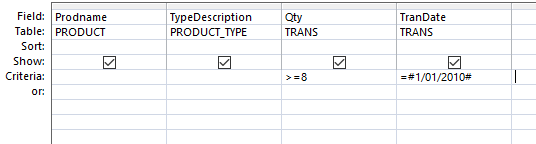 Field: Prodname TypeDescription Qty TranDate
Table: PRODUCT PRODUCT_TYPE TRANS TRANS
Sort:
Show:
Criteria: >=8 =#1/01/2010#
or: